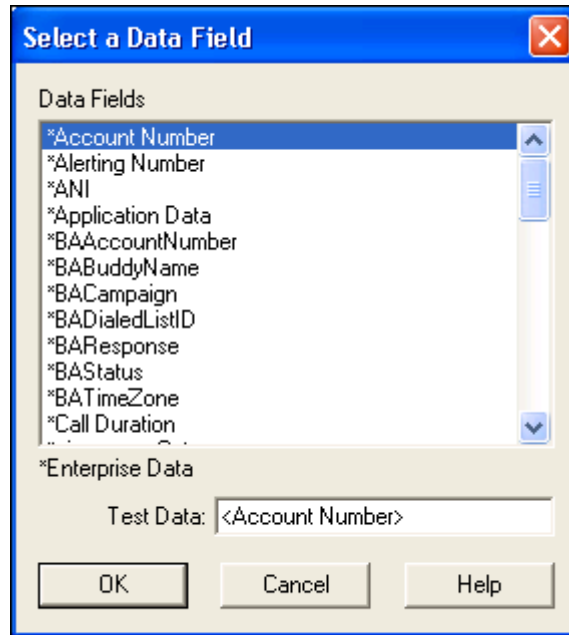 Select a Data Field
Data Fields
*Account Number
*Alerting Number
*ANI
*Application Data
*BAAccountNumber
*BABuddyName
*BACampaign
*BADialedListID
*BAResponse
*BAStatus
*BATimeZone
*Call Duration
*Enterprise Data
Test Data: <Account Number>
OK Cancel Help